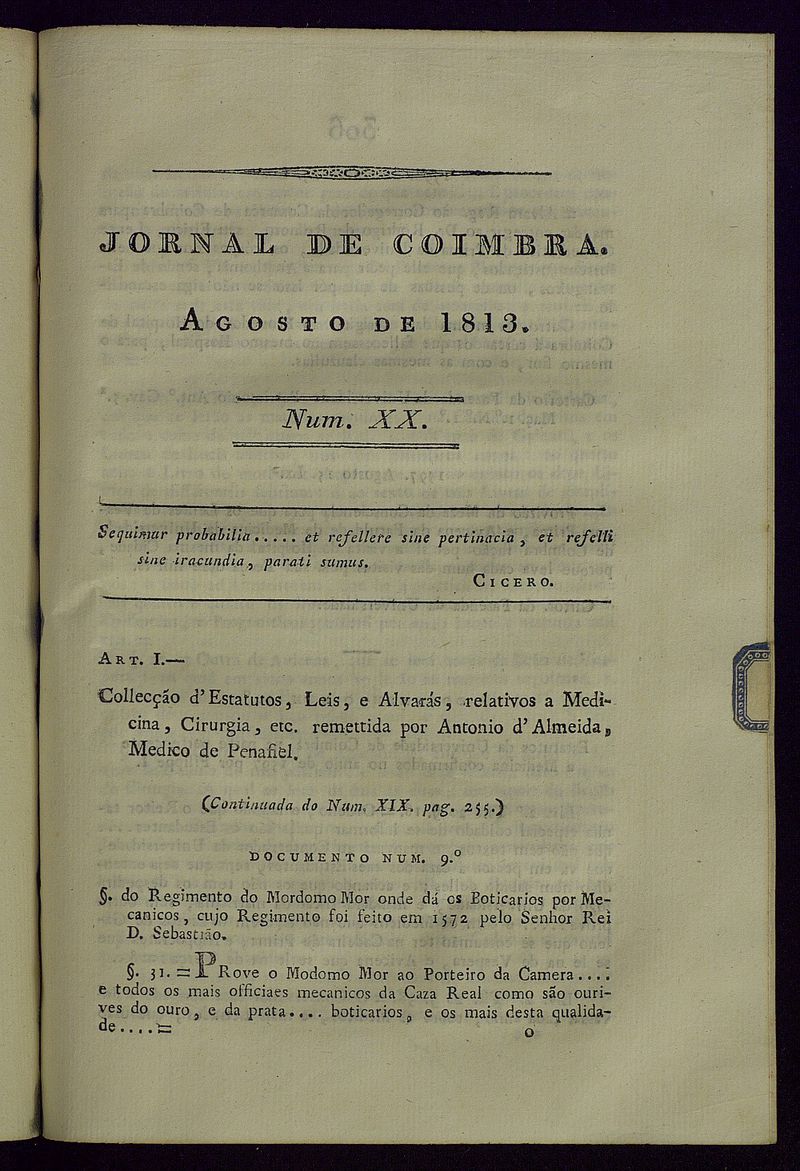 JORNAL DE COIMBRA.
AGOSTO DE 1813.
Num. XX.
Sequimur probabilia..... et refellere sine pertinacia, et refelli
sine iracundia, parati sumus.
CICERO.
ART. I.—
Collecção d'Estatutos, Leis, e Alvarás, relativos a Medi-
cina, Cirurgia, etc. remettida por Antonio d'Almeida,
Medico de Penafiel.
(Continuada do Num. XIX. pag. 255.)
DOCUMENTO NUM. 9.º
§. do Regimento do Mordomo Mor onde dá os Boticarios por Me-
canicos, cujo Regimento foi feito em 1572 pelo Senhor Rei
D. Sebastião.
§. 31. = PRove o Modomo Mor ao Porteiro da Camera....
e todos os mais officiaes mecanicos da Caza Real como são ouri-
ves do ouro, e da prata.... boticarios, e os mais desta qualida-
de....=
O